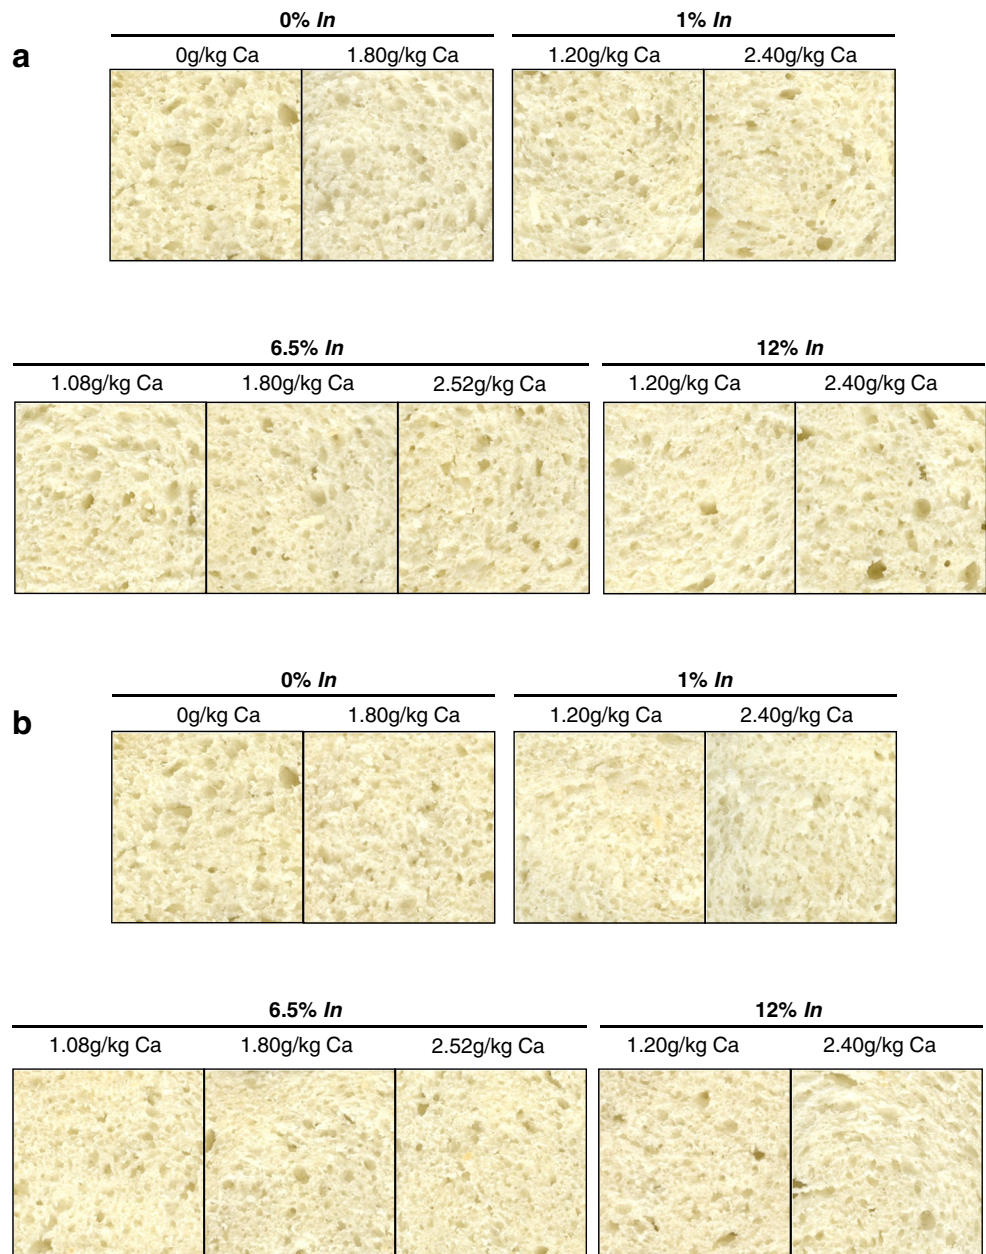 a
0% In 1% In
0g/kg Ca 1.80g/kg Ca 1.20g/kg Ca 2.40g/kg Ca
6.5% In 12% In
1.08g/kg Ca 1.80g/kg Ca 2.52g/kg Ca 1.20g/kg Ca 2.40g/kg Ca
b
0% In 1% In
0g/kg Ca 1.80g/kg Ca 1.20g/kg Ca 2.40g/kg Ca
6.5% In 12% In
1.08g/kg Ca 1.80g/kg Ca 2.52g/kg Ca 1.20g/kg Ca 2.40g/kg Ca